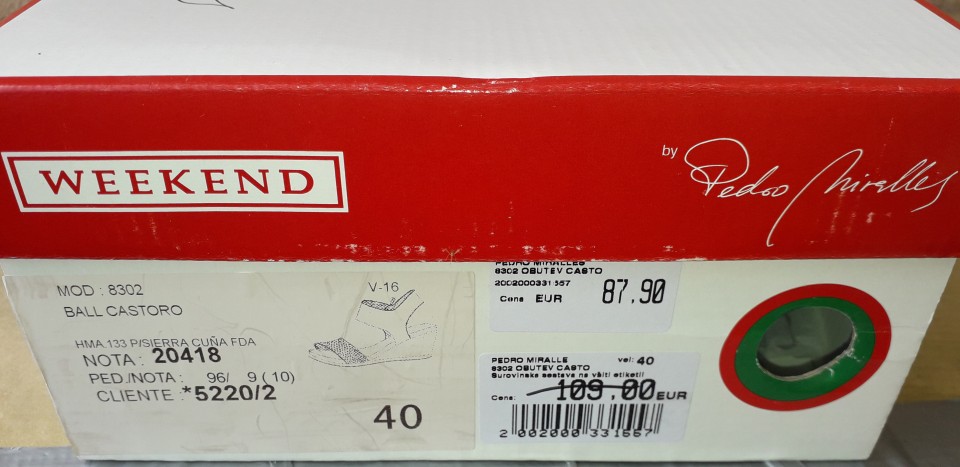 WEEKEND
by Pedro Miralles
MOD : 8302
BALL CASTORO
V-16
HMA.133 P/SIERRA CUÑA FDA
NOTA : 20418
PED./NOTA : 96/ 9 (10)
CLIENTE : *5220/2
40
PEDRO MIRALLES
8302 OBUTEV CASTO
2002000331557
Cena EUR 87,90
PEDRO MIRALLE vel: 40
8302 OBUTEV CASTO
Surovinska sestava na všiti etiketi!
Cena: 109,00 EUR
2 002000 331557